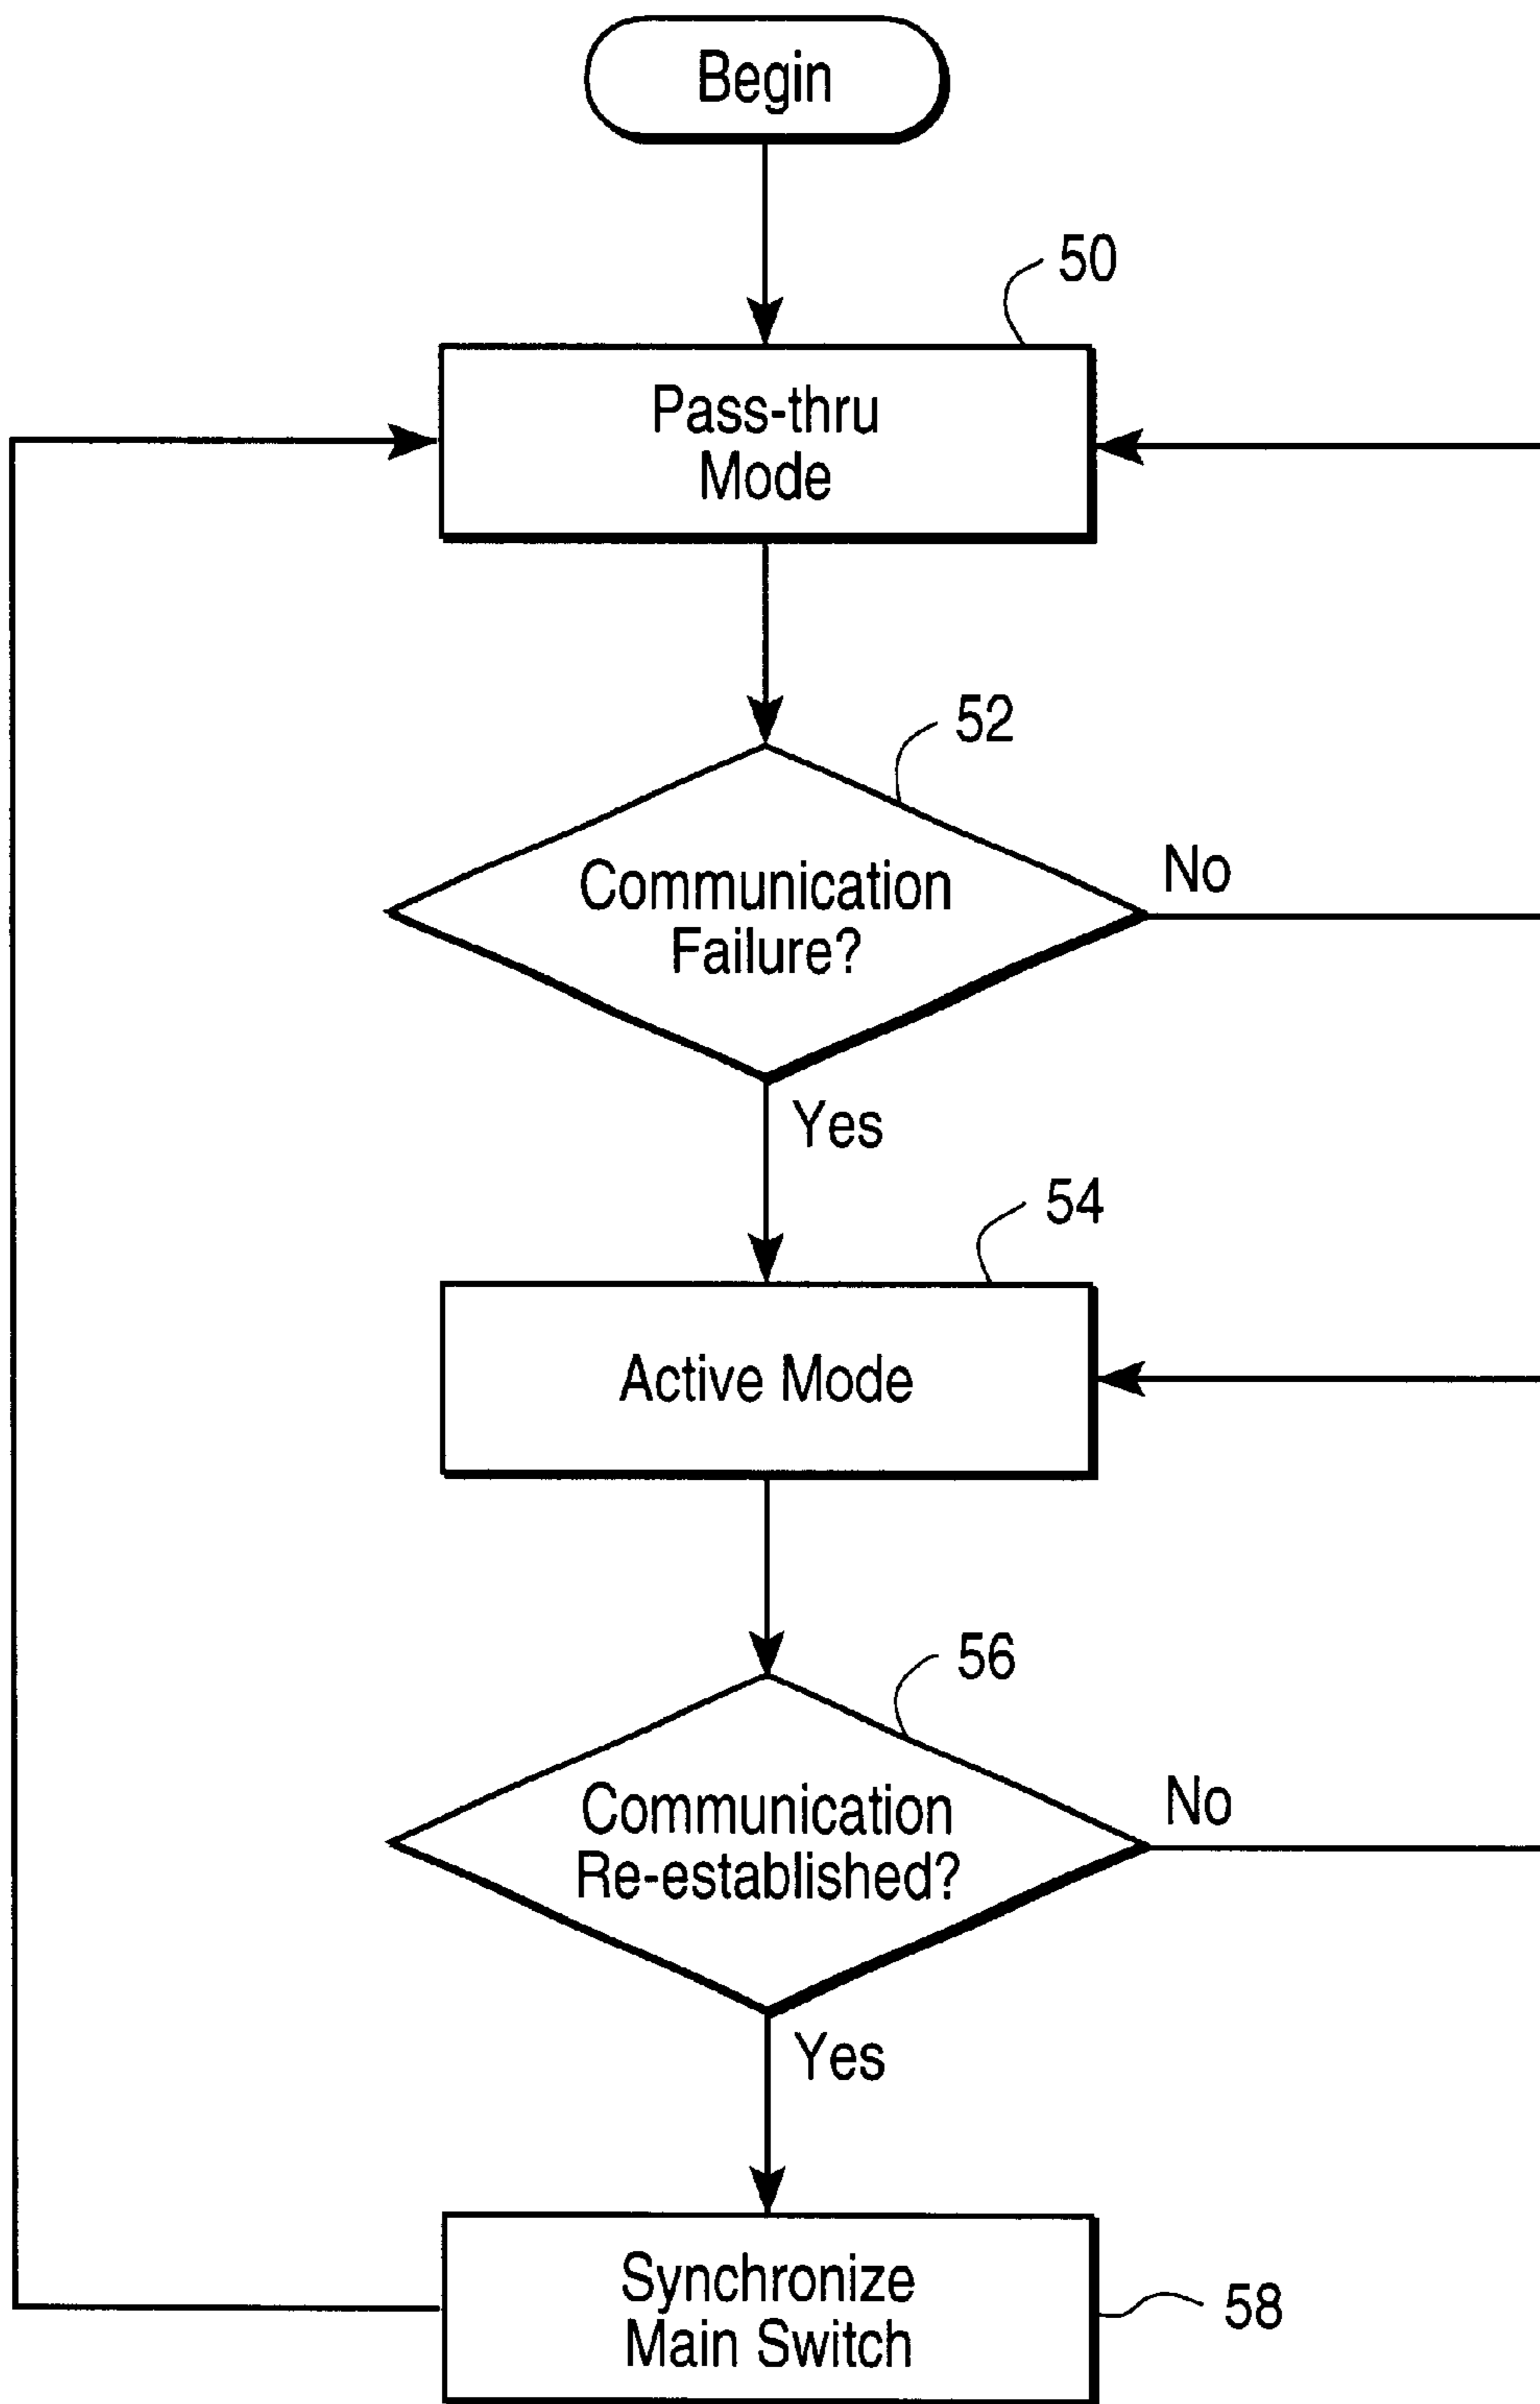 Begin
50
Pass-thru
Mode
52
Communication
Failure?
No
Yes
54
Active Mode
56
Communication
Re-established?
No
Yes
Synchronize
Main Switch
58